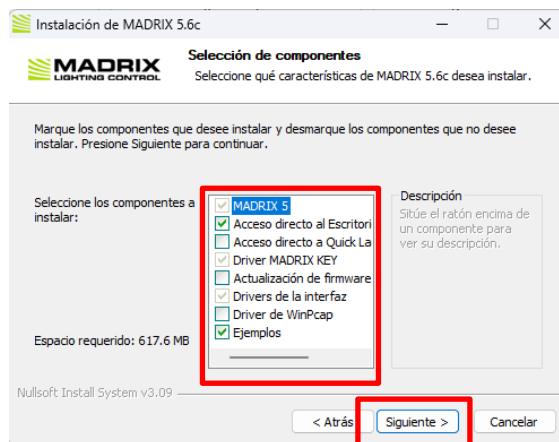 Instalación de MADRIX 5.6c
MADRIX
LIGHTING CONTROL
Selección de componentes
Seleccione qué características de MADRIX 5.6c desea instalar.
Marque los componentes que desee instalar y desmarque los componentes que no desee
instalar. Presione Siguiente para continuar.
Seleccione los componentes a
instalar:
MADRIX 5
Acceso directo al Escritori
Acceso directo a Quick La
Driver MADRIX KEY
Actualización de firmware
Drivers de la interfaz
Driver de WinPcap
Ejemplos
Descripción
Sitúe el ratón encima de
un componente para
ver su descripción.
Espacio requerido: 617.6 MB
Nullsoft Install System v3.09
< Atrás
Siguiente >
Cancelar